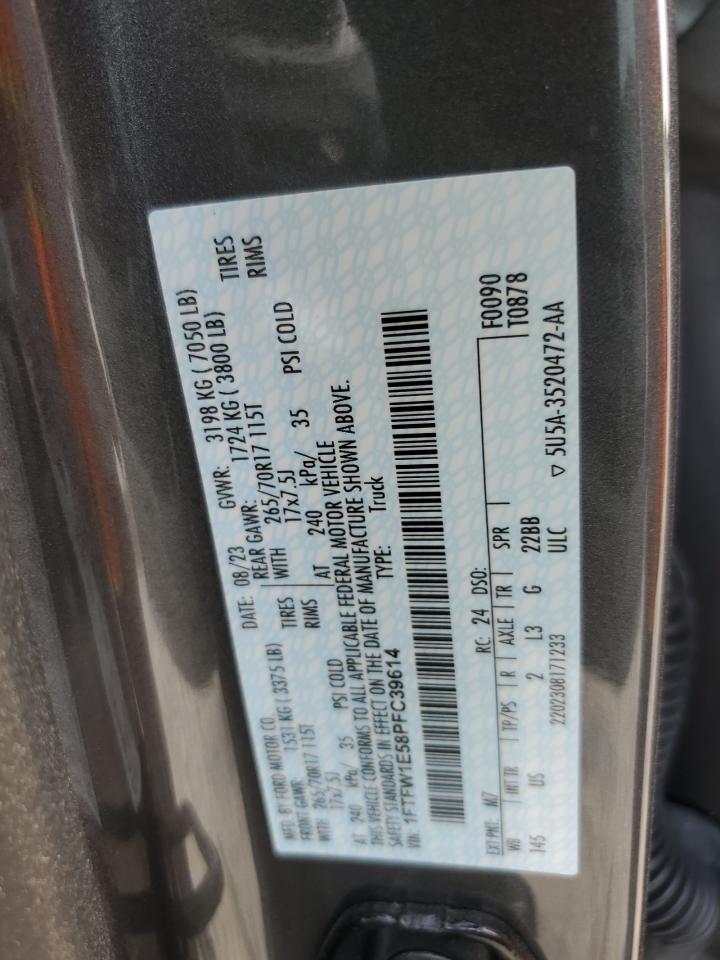 MFD. BY FORD MOTOR CO. DATE: 08/23 GVWR: 3198 KG ( 7050 LB)
FRONT GAWR: 1531 KG ( 3375 LB) REAR GAWR: 1724 KG ( 3800 LB)
WITH 265/70R17 115T TIRES WITH 265/70R17 115T TIRES
17x7.5J RIMS 17x7.5J RIMS
AT 240 kPa/ 35 PSI COLD AT 240 kPa/ 35 PSI COLD
THIS VEHICLE CONFORMS TO ALL APPLICABLE FEDERAL MOTOR VEHICLE
SAFETY STANDARDS IN EFFECT ON THE DATE OF MANUFACTURE SHOWN ABOVE.
VIN: 1FTFW1E58PFC39614 TYPE: Truck
EXT PNT: M7 RC: 24 DSO: F0090
WB INT TR TP/PS R AXLE TR SPR T0878
145 US 2 L3 G 22BB
2202308171233 ULC ▽ 5U5A-3520472-AA